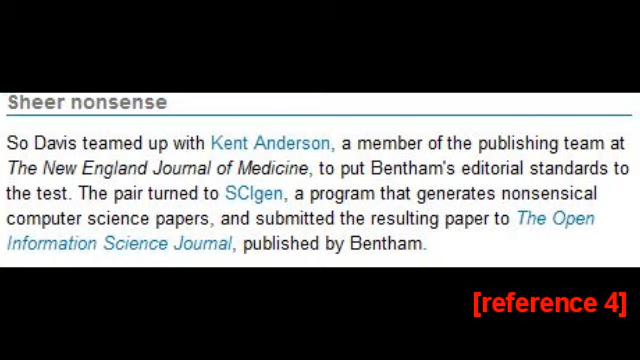 Sheer nonsense
So Davis teamed up with Kent Anderson, a member of the publishing team at
The New England Journal of Medicine, to put Bentham's editorial standards to
the test. The pair turned to SCIgen, a program that generates nonsensical
computer science papers, and submitted the resulting paper to The Open
Information Science Journal, published by Bentham.
[reference 4]